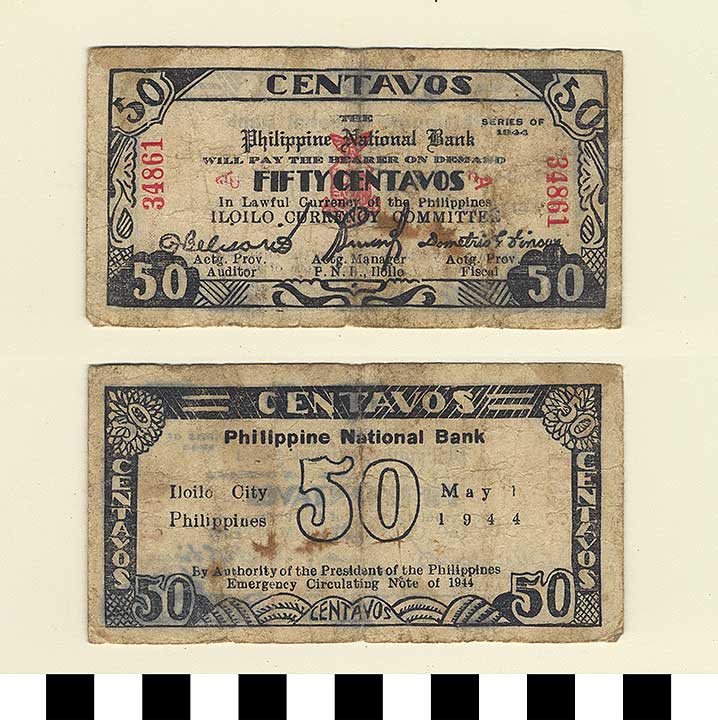 50 CENTAVOS 50
THE
Philippine National Bank
SERIES OF
1944
WILL PAY THE BEARER ON DEMAND
34861
FIFTY CENTAVOS
A
34861
In Lawful Currency of the Philippines
ILOILO CURRENCY COMMITTEE
Actg. Prov. Actg. Manager Actg. Prov.
Auditor P. N. B., Iloilo Fiscal
50 50
50 CENTAVOS 50
Philippine National Bank
CENTAVOS
50
CENTAVOS
Iloilo City May 1
Philippines 1944
By Authority of the President of the Philippines
Emergency Circulating Note of 1944
50 CENTAVOS 50